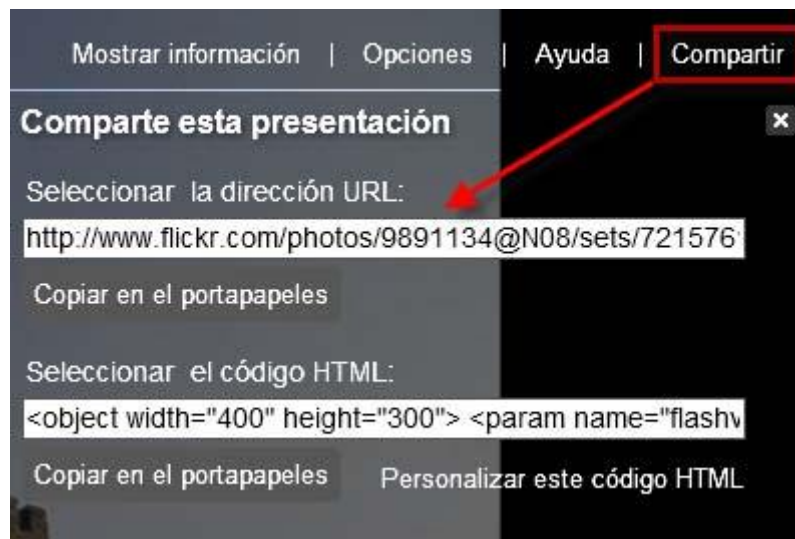 Mostrar información | Opciones | Ayuda | Compartir
Comparte esta presentación
Seleccionar la dirección URL:
http://www.flickr.com/photos/9891134@N08/sets/721576
Copiar en el portapapeles
Seleccionar el código HTML:
<object width="400" height="300"> <param name="flashv
Copiar en el portapapeles Personalizar este código HTML